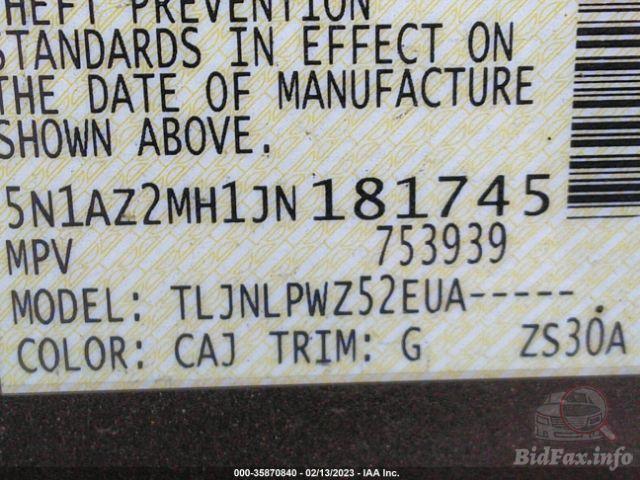 THEFT PREVENTION
STANDARDS IN EFFECT ON
THE DATE OF MANUFACTURE
SHOWN ABOVE.
5N1AZ2MH1JN181745
MPV 753939
MODEL: TLJNLPWZ52EUA-----
COLOR: CAJ TRIM: G ZS30A
BidFax.info
000-35870840 - 02/13/2023 - IAA Inc.